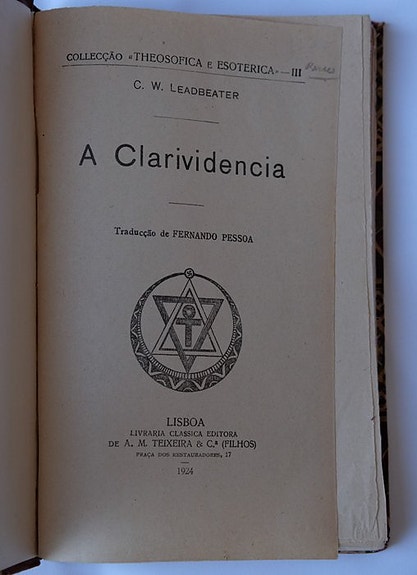 COLLECÇÃO «THEOSOFICA E ESOTERICA»—III
C. W. LEADBEATER
A Clarividencia
Traducção de FERNANDO PESSOA
LISBOA
LIVRARIA CLASSICA EDITORA
DE A. M. TEIXEIRA & C.ª (FILHOS)
PRAÇA DOS RESTAURADORES, 17
1924